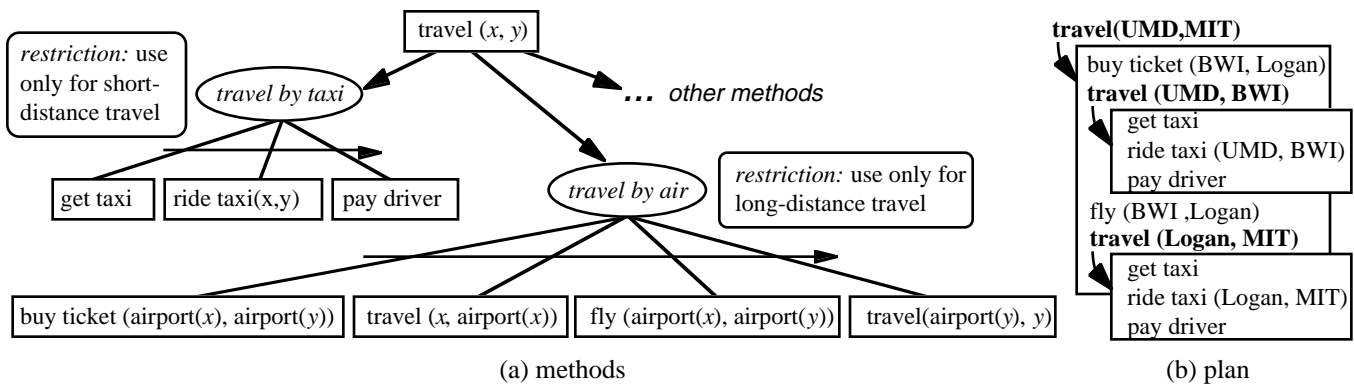 travel (x, y)
restriction: use
only for short-
distance travel
travel by taxi
... other methods
get taxi
ride taxi(x,y)
pay driver
travel by air
restriction: use only for
long-distance travel
buy ticket (airport(x), airport(y))
travel (x, airport(x))
fly (airport(x), airport(y))
travel(airport(y), y)
(a) methods
travel(UMD,MIT)
buy ticket (BWI, Logan)
travel (UMD, BWI)
get taxi
ride taxi (UMD, BWI)
pay driver
fly (BWI ,Logan)
travel (Logan, MIT)
get taxi
ride taxi (Logan, MIT)
pay driver
(b) plan